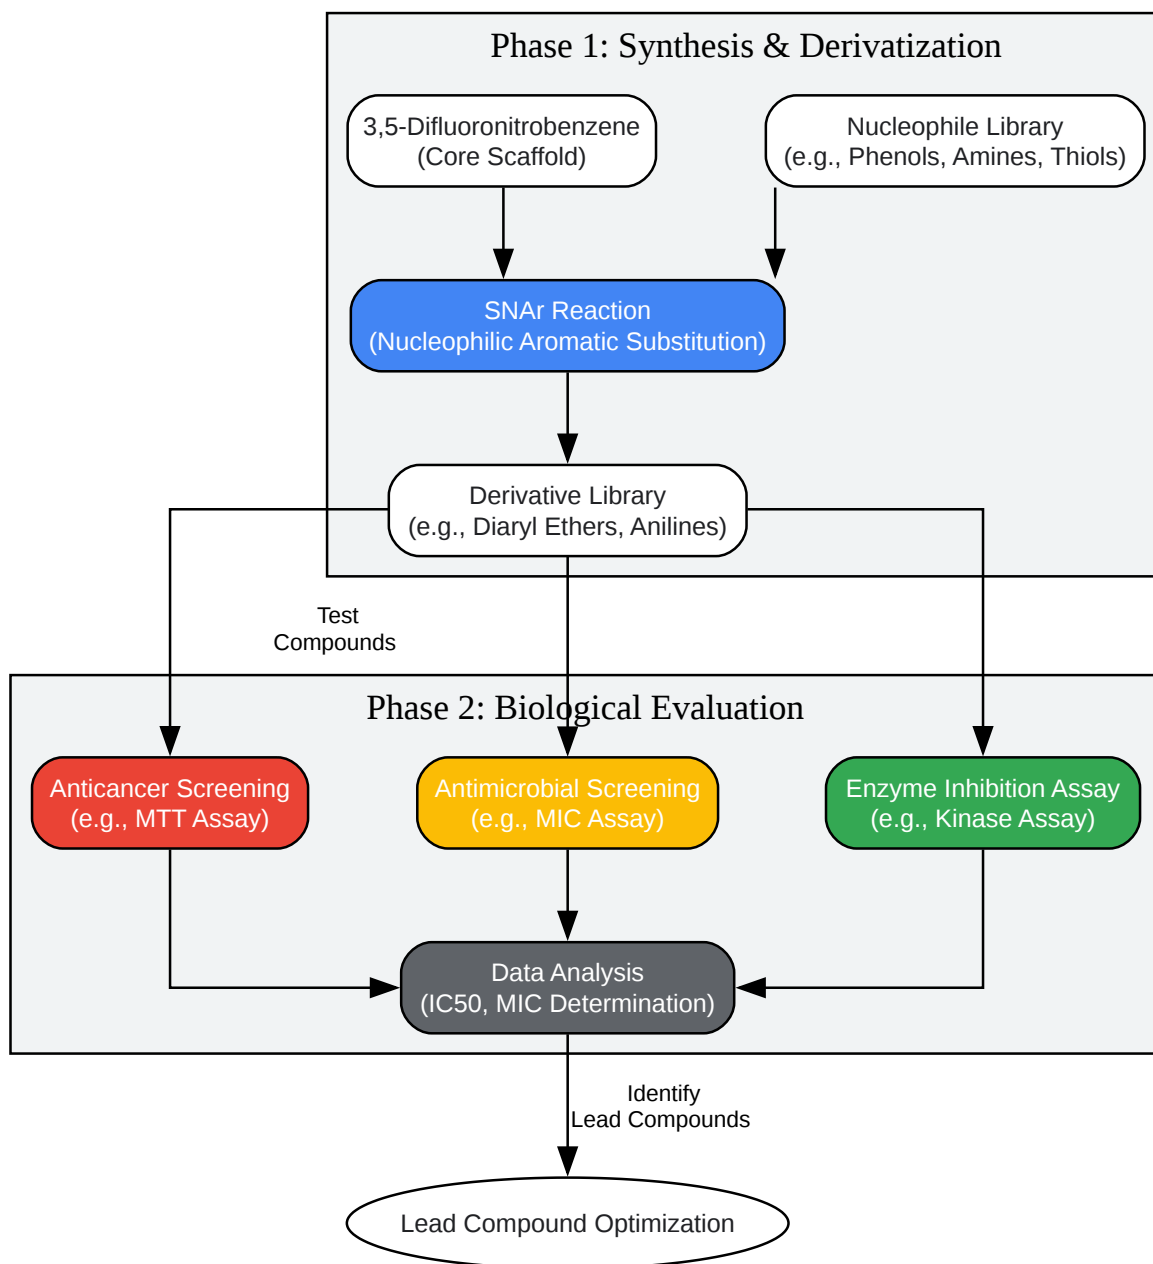 Phase 1: Synthesis & Derivatization
3,5-Difluoronitrobenzene
(Core Scaffold)
Nucleophile Library
(e.g., Phenols, Amines, Thiols)
SNAr Reaction
(Nucleophilic Aromatic Substitution)
Derivative Library
(e.g., Diaryl Ethers, Anilines)
Test
Compounds
Phase 2: Biological Evaluation
Anticancer Screening
(e.g., MTT Assay)
Antimicrobial Screening
(e.g., MIC Assay)
Enzyme Inhibition Assay
(e.g., Kinase Assay)
Data Analysis
(IC50, MIC Determination)
Identify
Lead Compounds
Lead Compound Optimization